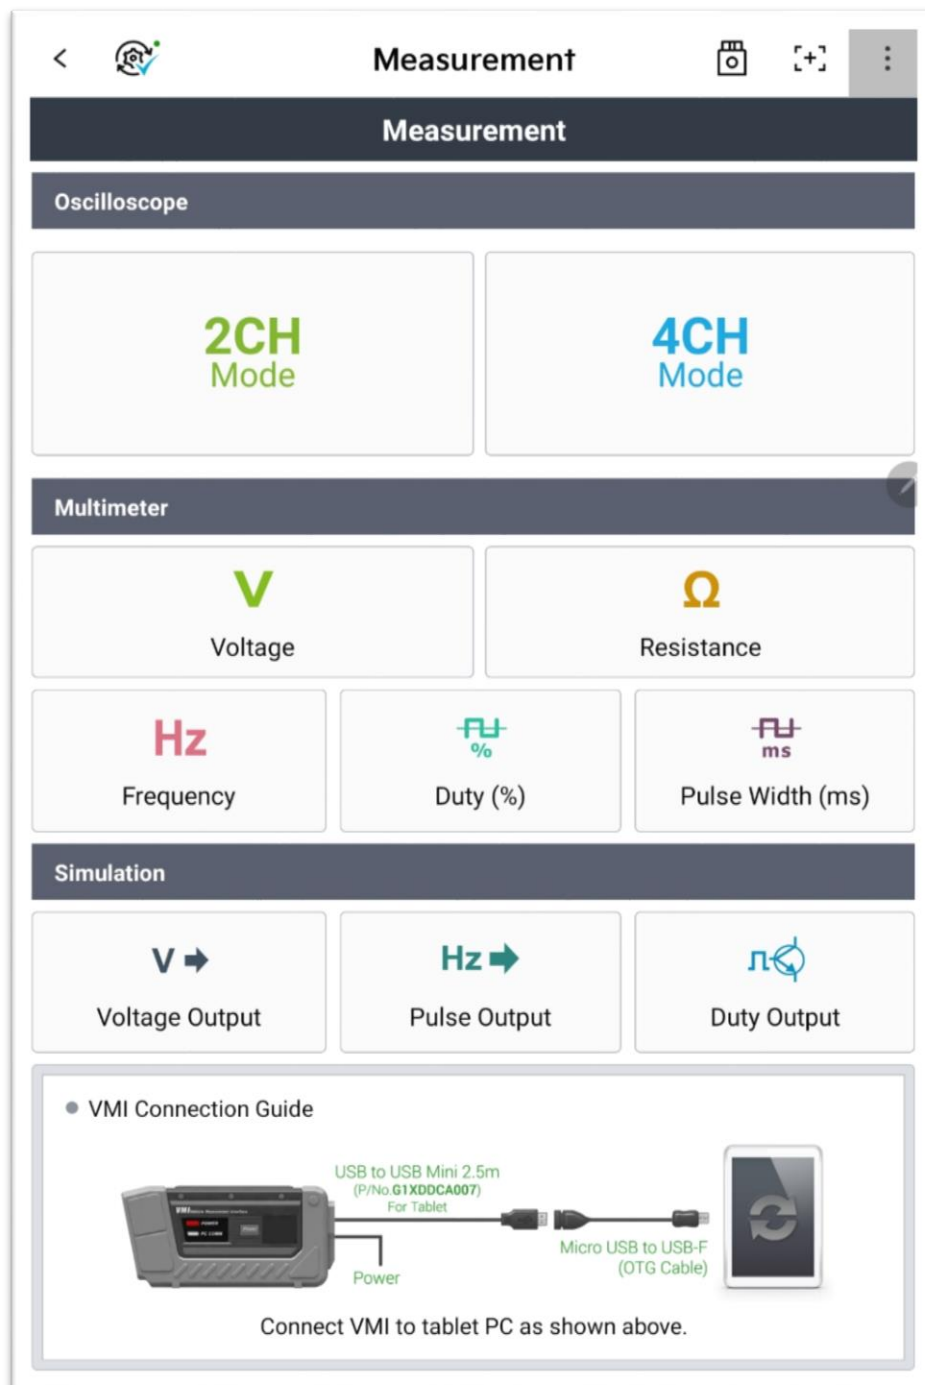 Measurement
Measurement
Oscilloscope
2CH
Mode
4CH
Mode
Multimeter
V
Voltage
Ω
Resistance
Hz
Frequency
%
Duty (%)
ms
Pulse Width (ms)
Simulation
V
Voltage Output
Hz
Pulse Output
Duty Output
VMI Connection Guide
USB to USB Mini 2.5m
(P/No.G1XDDCA007)
For Tablet
VMI
POWER
Micro USB to USB-F
(OTG Cable)
Power
Connect VMI to tablet PC as shown above.